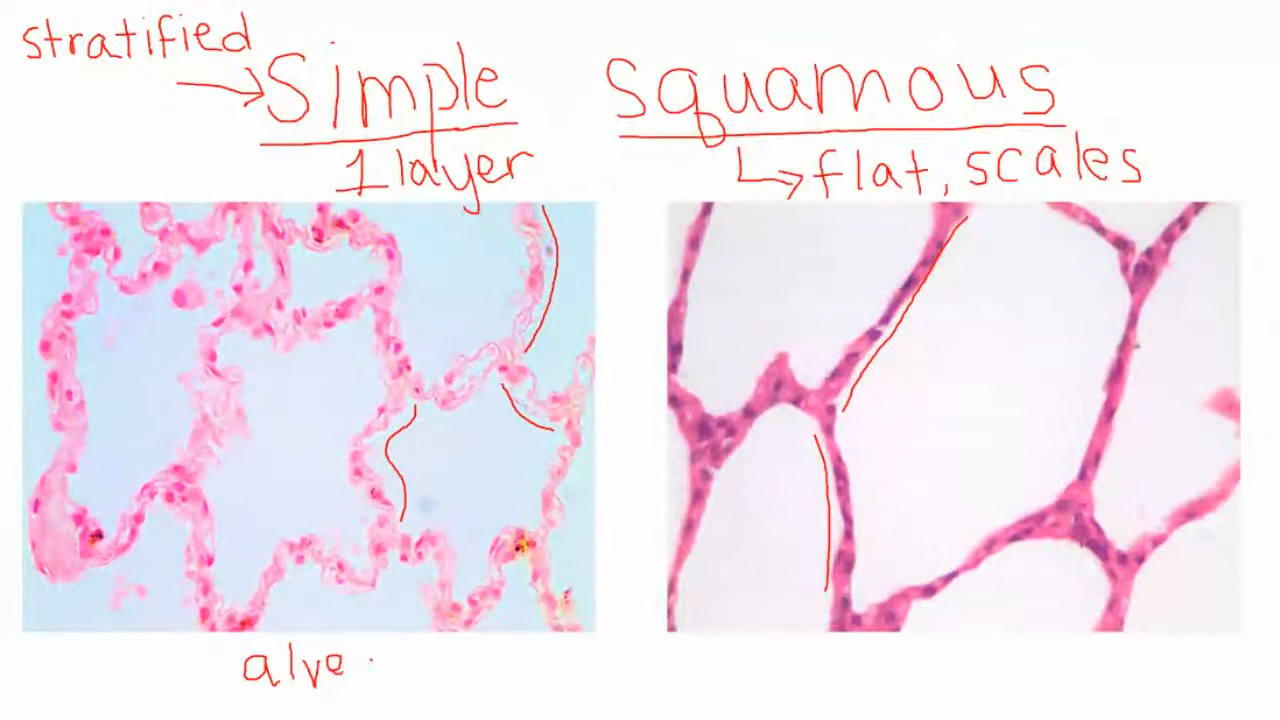 stratified
→ Simple squamous
1 layer
↳ flat, scales
alve